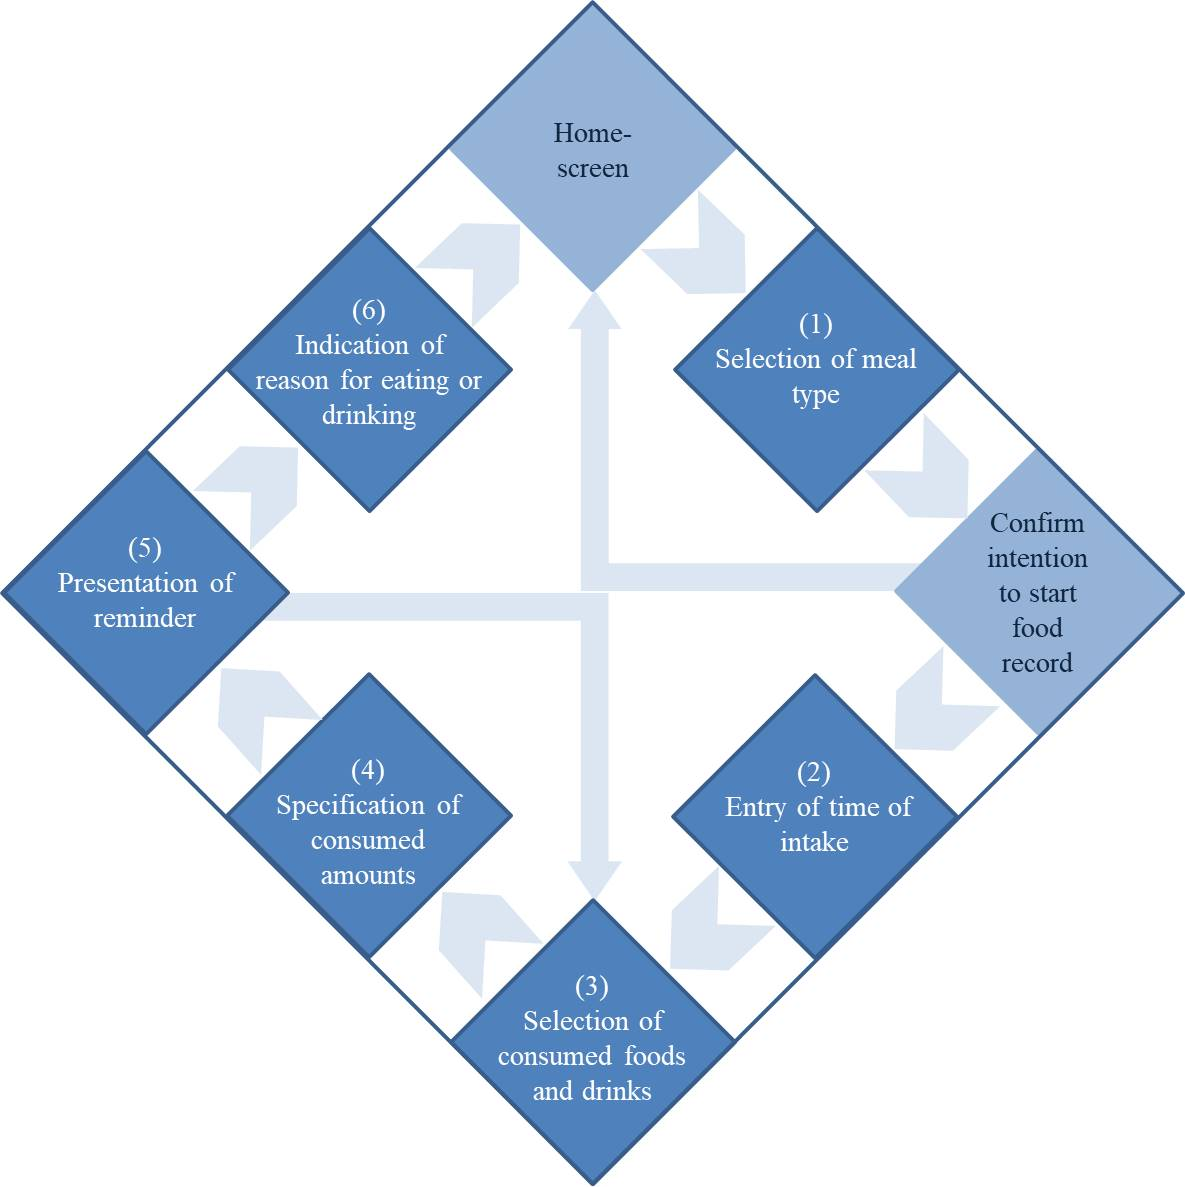 Home-
screen
(1)
Selection of meal
type
Confirm
intention
to start
food
record
(2)
Entry of time of
intake
(3)
Selection of
consumed foods
and drinks
(4)
Specification of
consumed
amounts
(5)
Presentation of
reminder
(6)
Indication of
reason for eating or
drinking